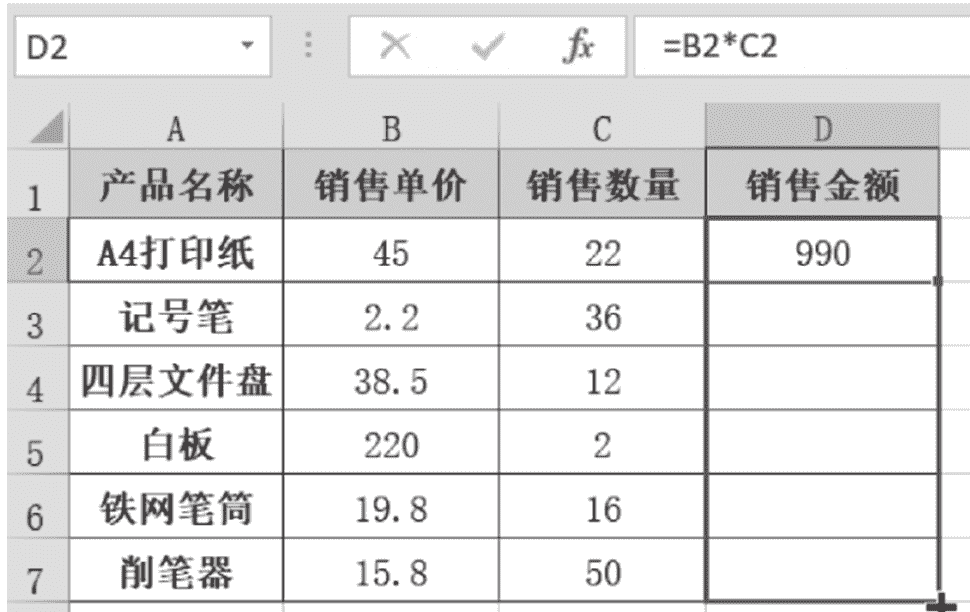 D2 fx =B2*C2
A B C D
1 产品名称 销售单价 销售数量 销售金额
2 A4打印纸 45 22 990
3 记号笔 2.2 36
4 四层文件盘 38.5 12
5 白板 220 2
6 铁网笔筒 19.8 16
7 削笔器 15.8 50